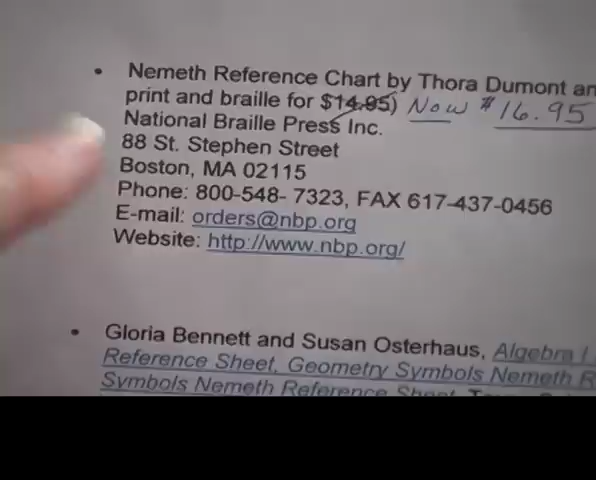 • Nemeth Reference Chart by Thora Dumont an
print and braille for $14.95) Now $16.95
National Braille Press Inc.
88 St. Stephen Street
Boston, MA 02115
Phone: 800-548- 7323, FAX 617-437-0456
E-mail: orders@nbp.org
Website: http://www.nbp.org/
• Gloria Bennett and Susan Osterhaus, Algebra I
Reference Sheet, Geometry Symbols Nemeth R
Symbols Nemeth Reference Sheet